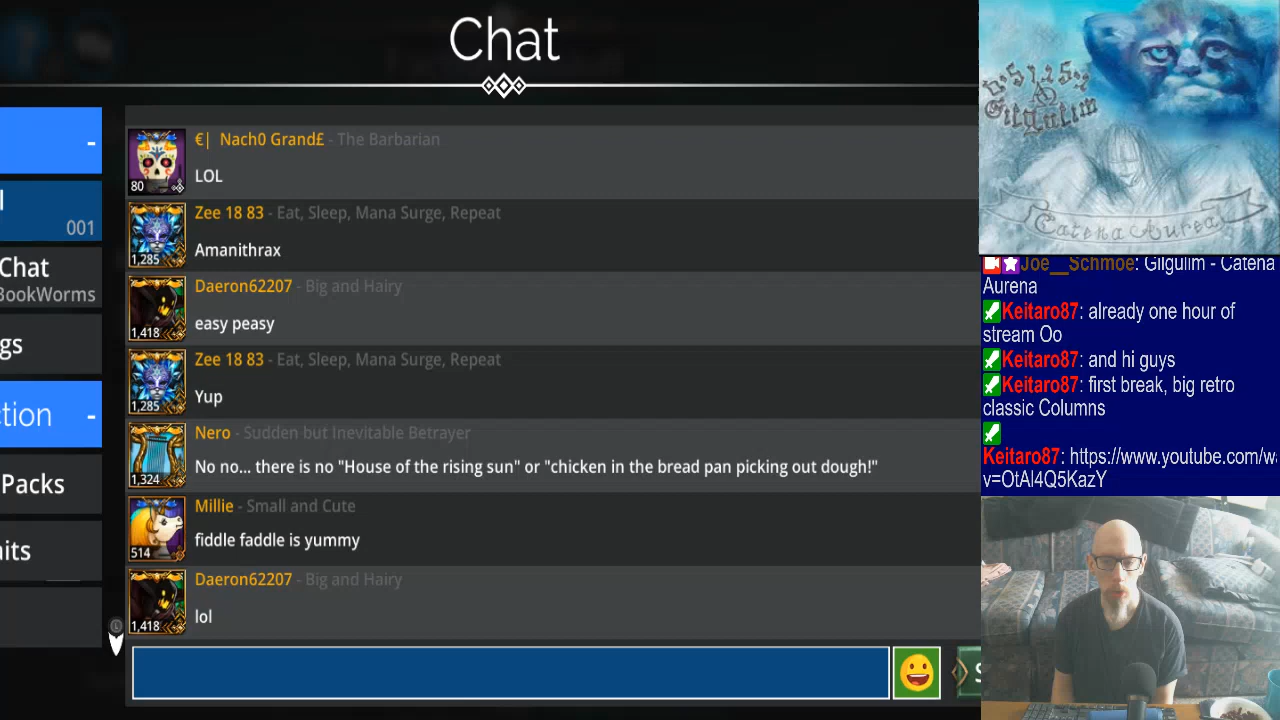 Chat
-
l
001
Chat
BookWorms
gs
ction -
Packs
aits
€| Nach0 Grand£ - The Barbarian
LOL
80
Zee 18 83 - Eat, Sleep, Mana Surge, Repeat
Amanithrax
1,285
Daeron62207 - Big and Hairy
easy peasy
1,418
Zee 18 83 - Eat, Sleep, Mana Surge, Repeat
Yup
1,285
Nero - Sudden but Inevitable Betrayer
No no... there is no "House of the rising sun" or "chicken in the bread pan picking out dough!"
1,324
Millie - Small and Cute
fiddle faddle is yummy
514
Daeron62207 - Big and Hairy
lol
1,418
S
Gilgulim
Catena Aurea
Joe__Schmoe: Gilgulim - Catena
Aurena
Keitaro87: already one hour of
stream Oo
Keitaro87: and hi guys
Keitaro87: first break, big retro
classic Columns
Keitaro87: https://www.youtube.com/wa
v=OtAl4Q5KazY